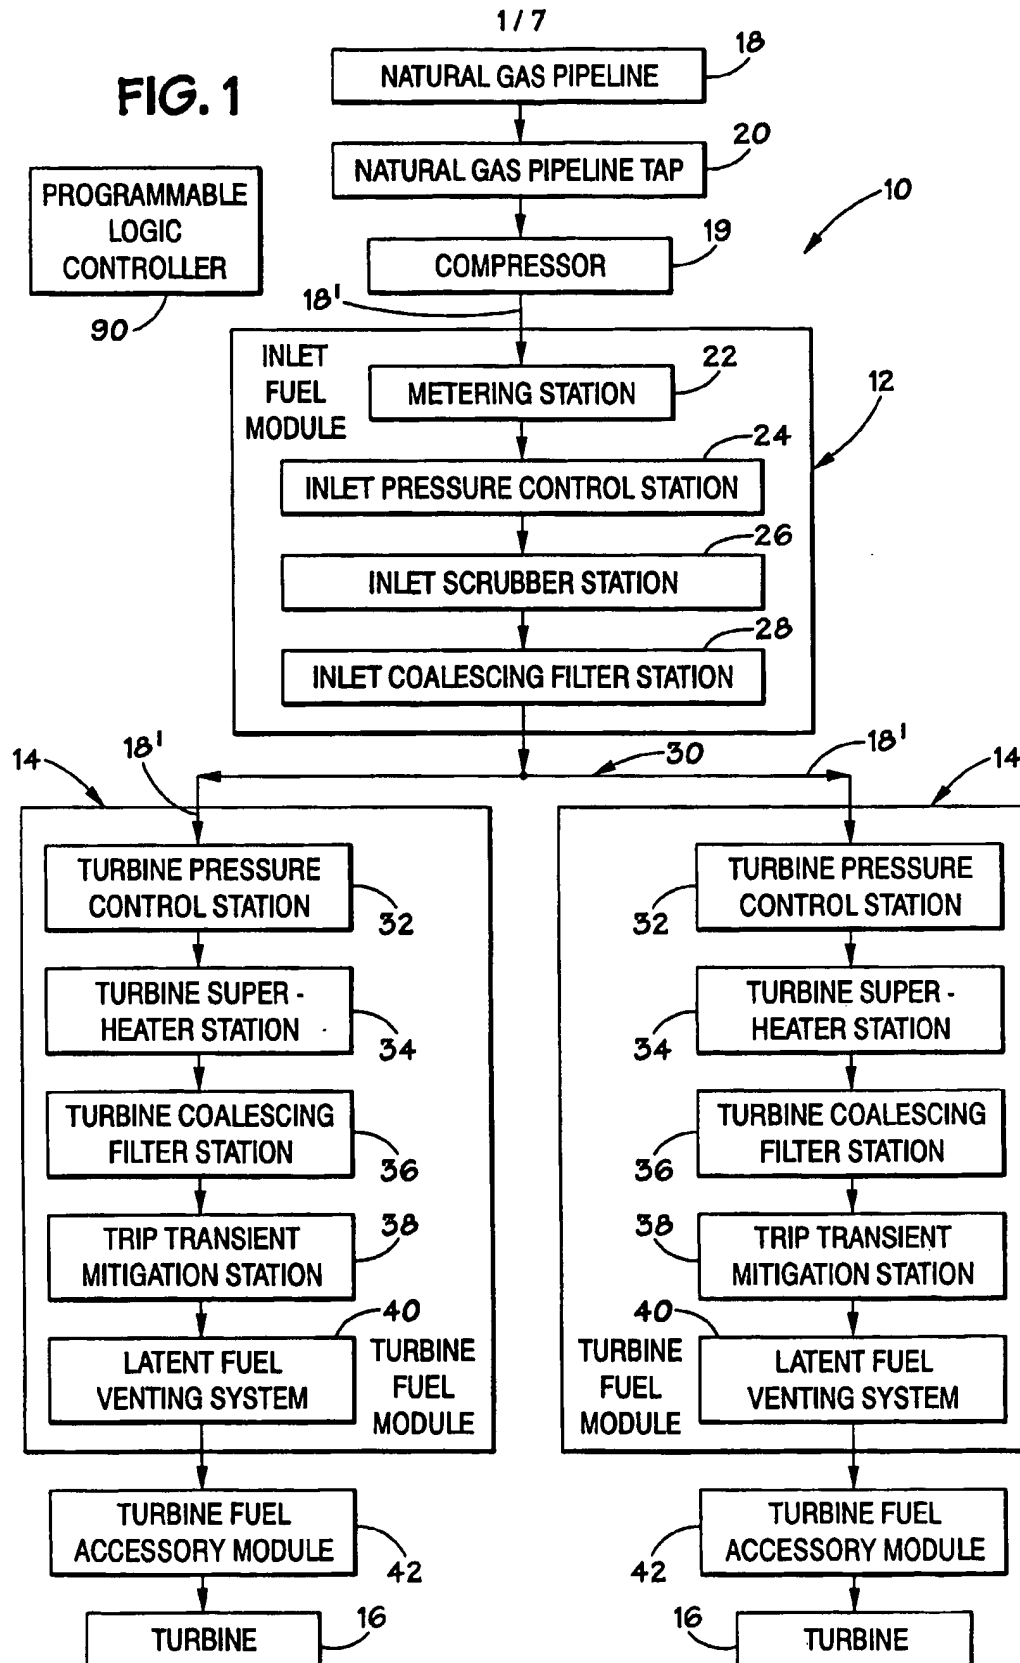 1 / 7
FIG. 1
NATURAL GAS PIPELINE
18
NATURAL GAS PIPELINE TAP
20
PROGRAMMABLE
LOGIC
CONTROLLER
90
10
COMPRESSOR
19
18'
INLET
FUEL
MODULE
METERING STATION
22
12
INLET PRESSURE CONTROL STATION
24
INLET SCRUBBER STATION
26
INLET COALESCING FILTER STATION
28
14
18'
30
18'
14
TURBINE PRESSURE
CONTROL STATION
32
TURBINE SUPER -
HEATER STATION
34
TURBINE COALESCING
FILTER STATION
36
TRIP TRANSIENT
MITIGATION STATION
38
LATENT FUEL
VENTING SYSTEM
40
TURBINE
FUEL
MODULE
TURBINE FUEL
ACCESSORY MODULE
42
TURBINE
16
TURBINE PRESSURE
CONTROL STATION
32
TURBINE SUPER -
HEATER STATION
34
TURBINE COALESCING
FILTER STATION
36
TRIP TRANSIENT
MITIGATION STATION
38
LATENT FUEL
VENTING SYSTEM
40
TURBINE
FUEL
MODULE
TURBINE FUEL
ACCESSORY MODULE
42
TURBINE
16